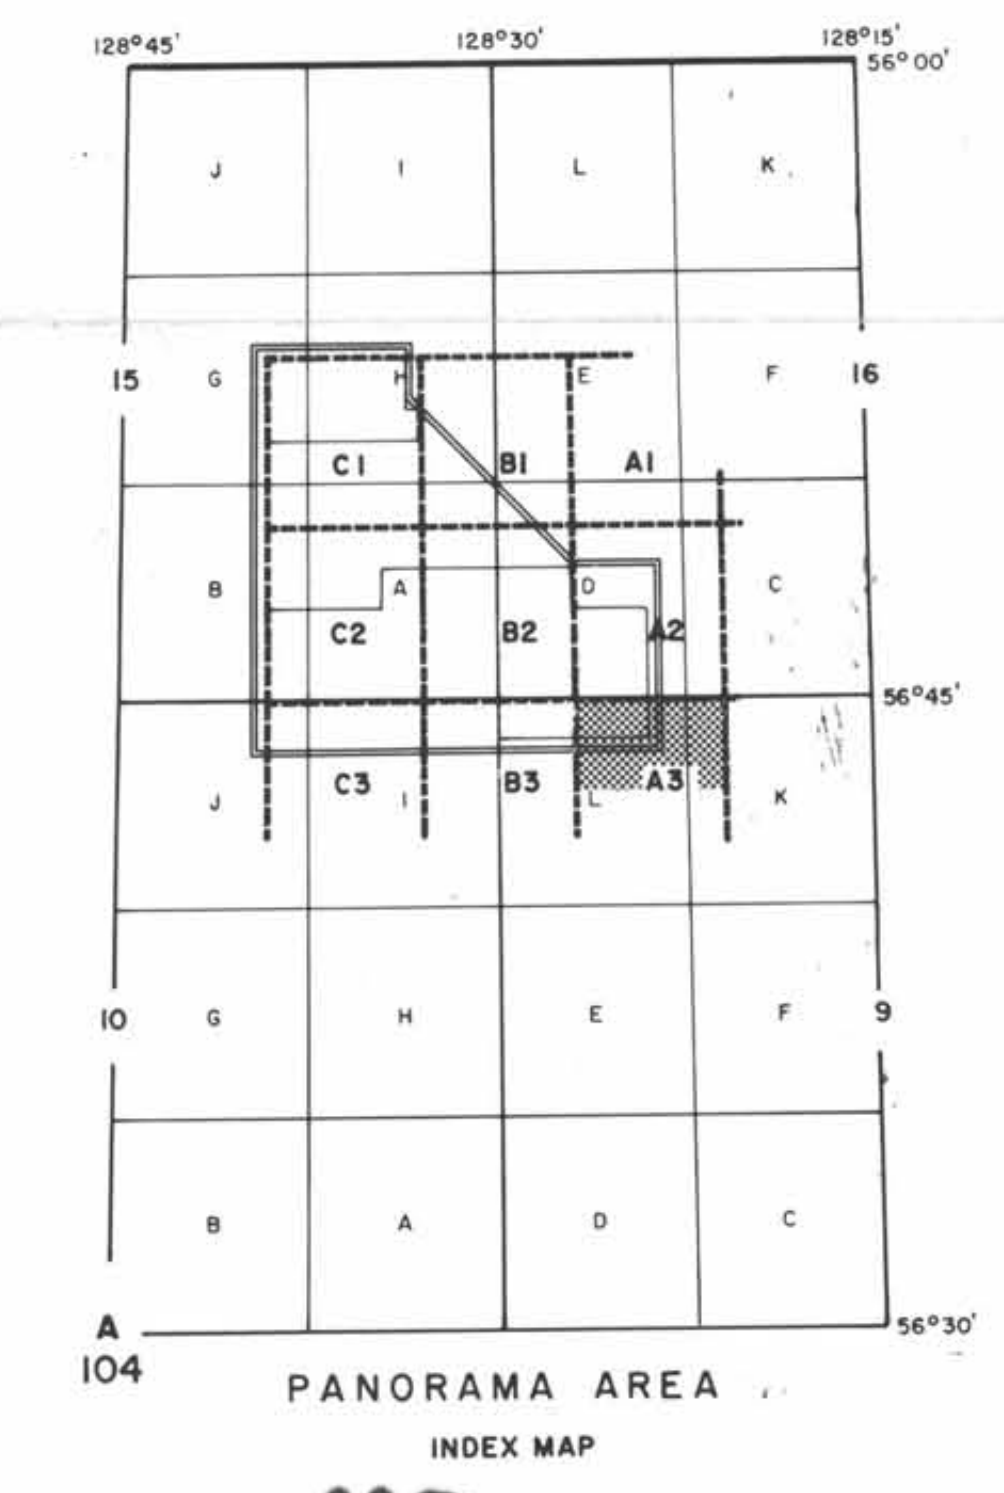 128°45' 128°30' 128°15'
56°00'
J I L K
15 G H E F 16
C1 B1 A1
B A D C
C2 B2 A2
56°45'
C3 B3 A3
J I L K
10 G H E F 9
B A D C
A 56°30'
104
PANORAMA AREA
INDEX MAP